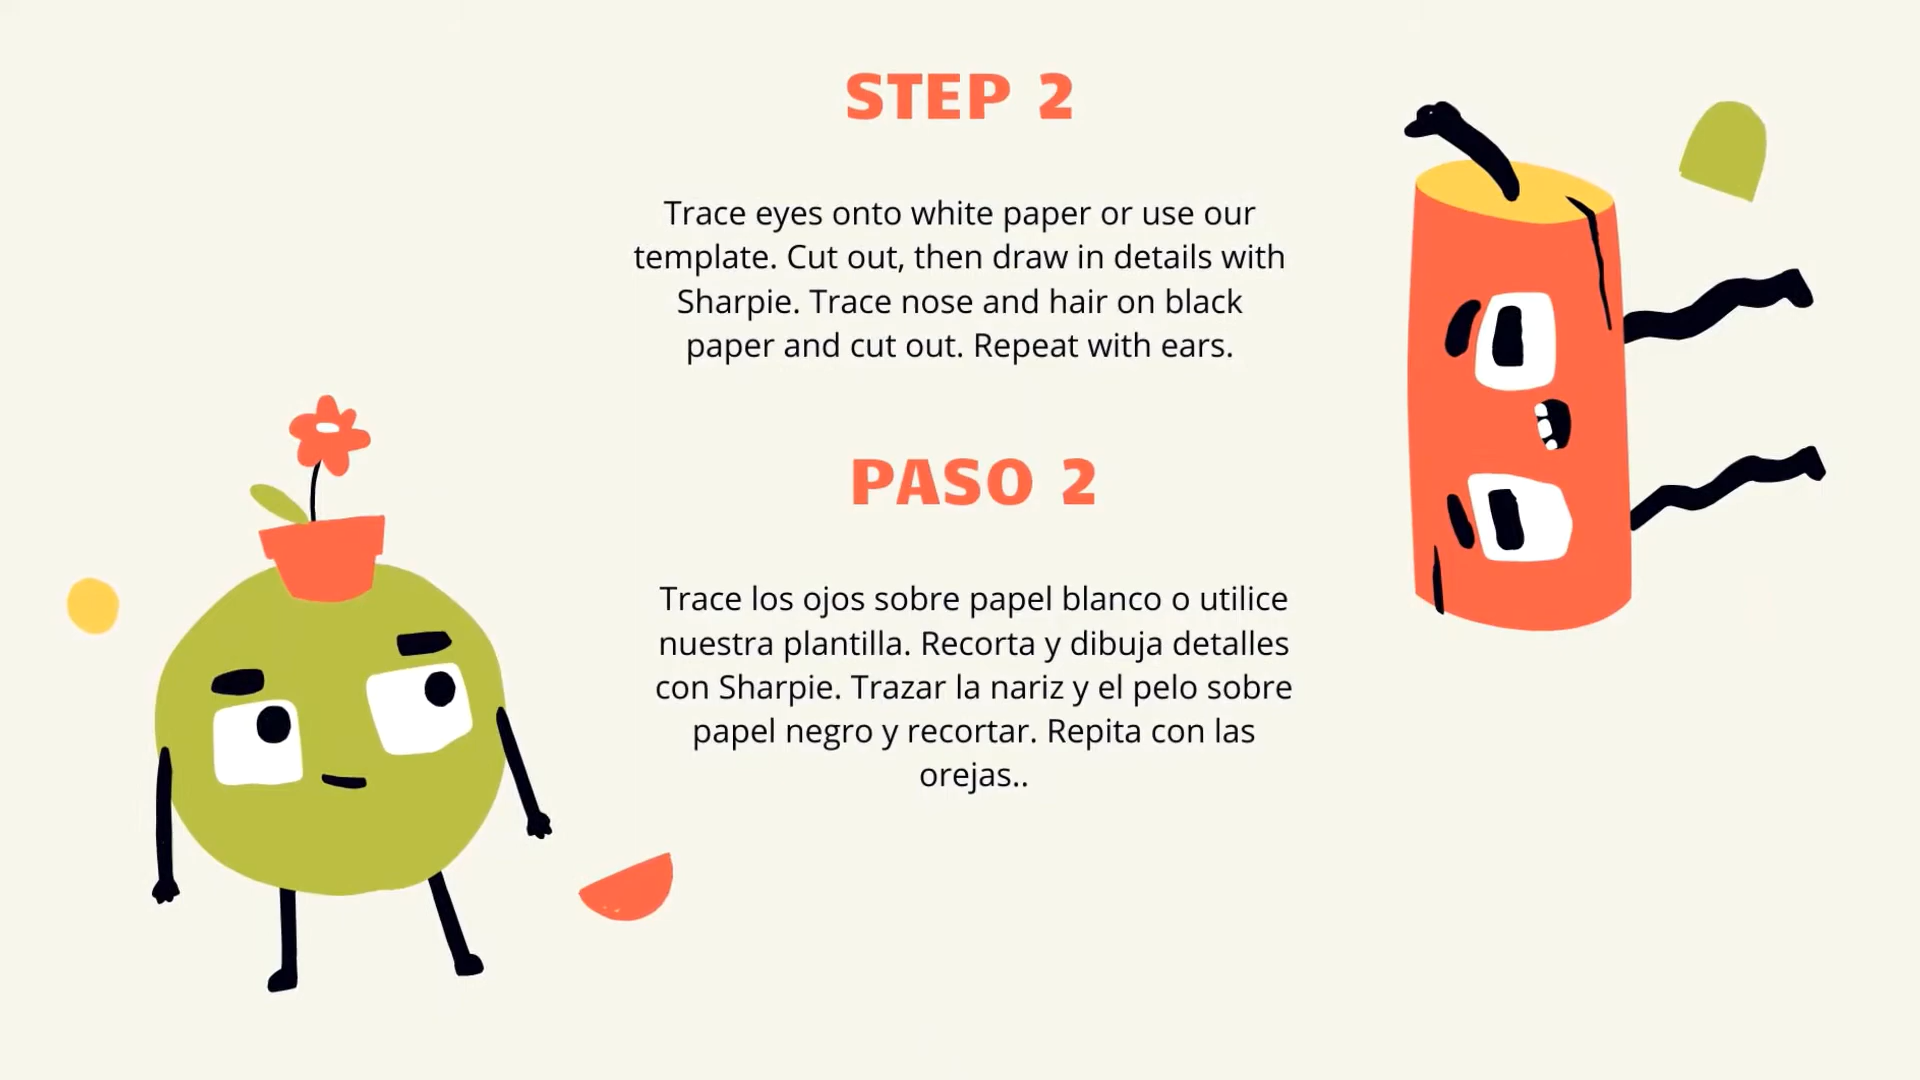 STEP 2
Trace eyes onto white paper or use our
template. Cut out, then draw in details with
Sharpie. Trace nose and hair on black
paper and cut out. Repeat with ears.
PASO 2
Trace los ojos sobre papel blanco o utilice
nuestra plantilla. Recorta y dibuja detalles
con Sharpie. Trazar la nariz y el pelo sobre
papel negro y recortar. Repita con las
orejas..